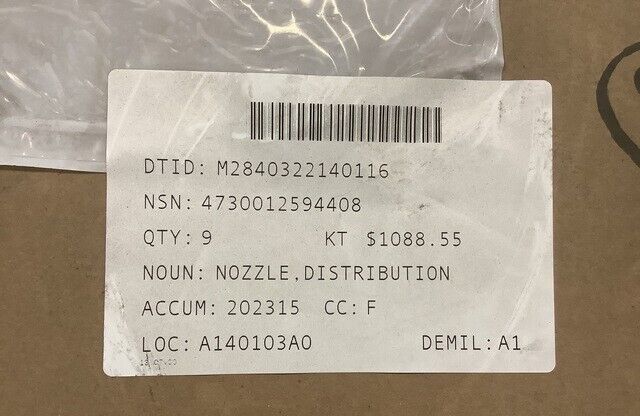 DTID: M2840322140116
NSN: 4730012594408
QTY: 9 KT $1088.55
NOUN: NOZZLE,DISTRIBUTION
ACCUM: 202315 CC: F
LOC: A140103A0 DEMIL: A1